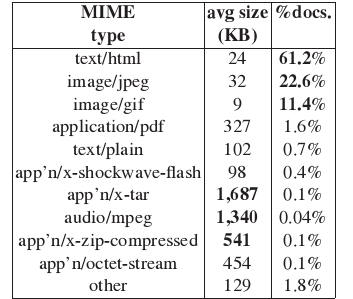 MIME avg size %docs.
type (KB)
text/html 24 61.2%
image/jpeg 32 22.6%
image/gif 9 11.4%
application/pdf 327 1.6%
text/plain 102 0.7%
app'n/x-shockwave-flash 98 0.4%
app'n/x-tar 1,687 0.1%
audio/mpeg 1,340 0.04%
app'n/x-zip-compressed 541 0.1%
app'n/octet-stream 454 0.1%
other 129 1.8%